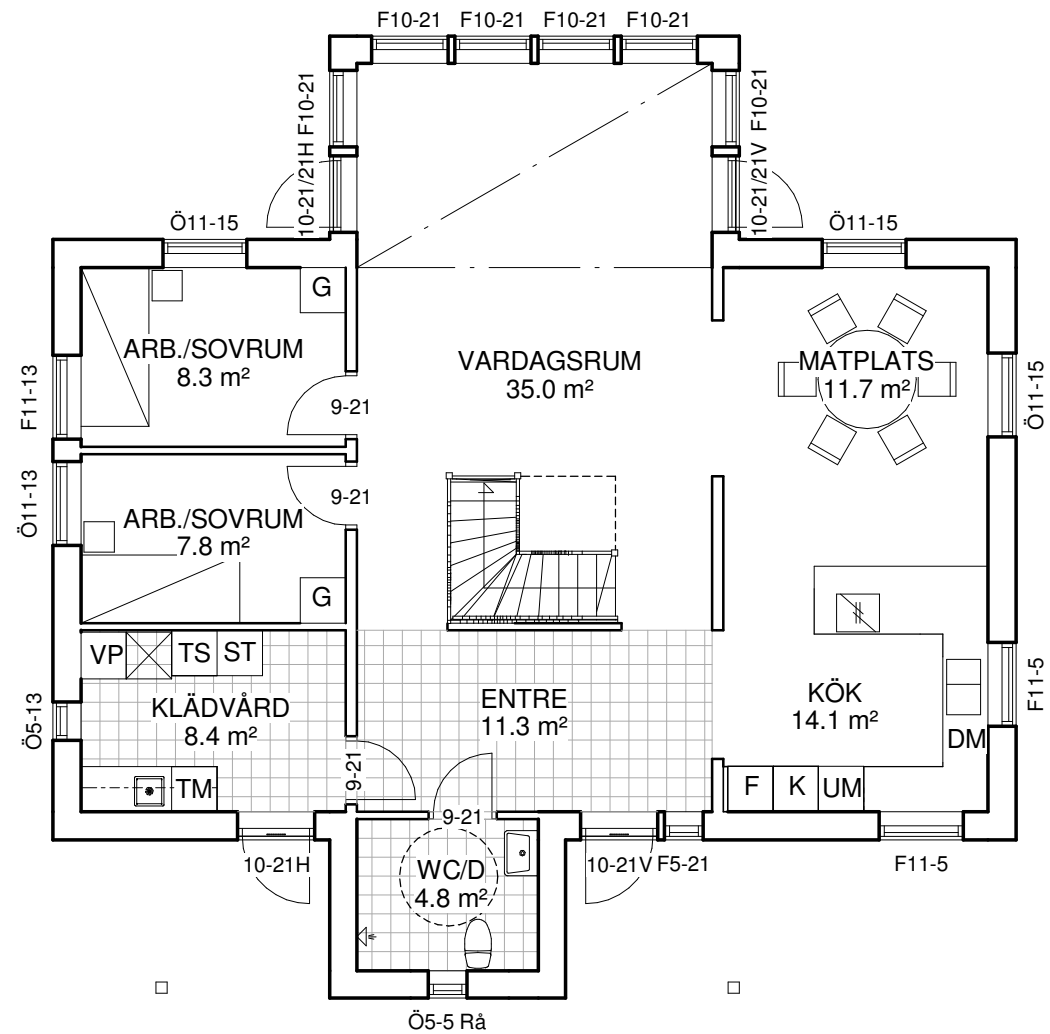 F10-21 F10-21 F10-21 F10-21
F10-21
F10-21
10-21/21H
10-21/21V
Ö11-15
Ö11-15
G
ARB./SOVRUM
8.3 m²
VARDAGSRUM
35.0 m²
MATPLATS
11.7 m²
F11-13
Ö11-15
9-21
Ö11-13
9-21
ARB./SOVRUM
7.8 m²
G
VP TS ST
KLÄDVÅRD
8.4 m²
ENTRE
11.3 m²
KÖK
14.1 m²
F11-5
Ö5-13
DM
9-21
TM
F K UM
9-21
10-21H
WC/D
4.8 m²
10-21V F5-21
F11-5
Ö5-5 Rå